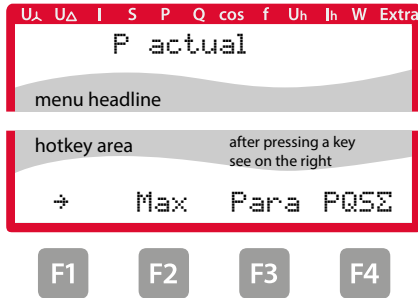 U⅄ U△ I S P Q cos f Uh Ih W Extra
P actual
menu headline
hotkey area
after pressing a key
see on the right
→ Max Para PQSΣ
F1 F2 F3 F4